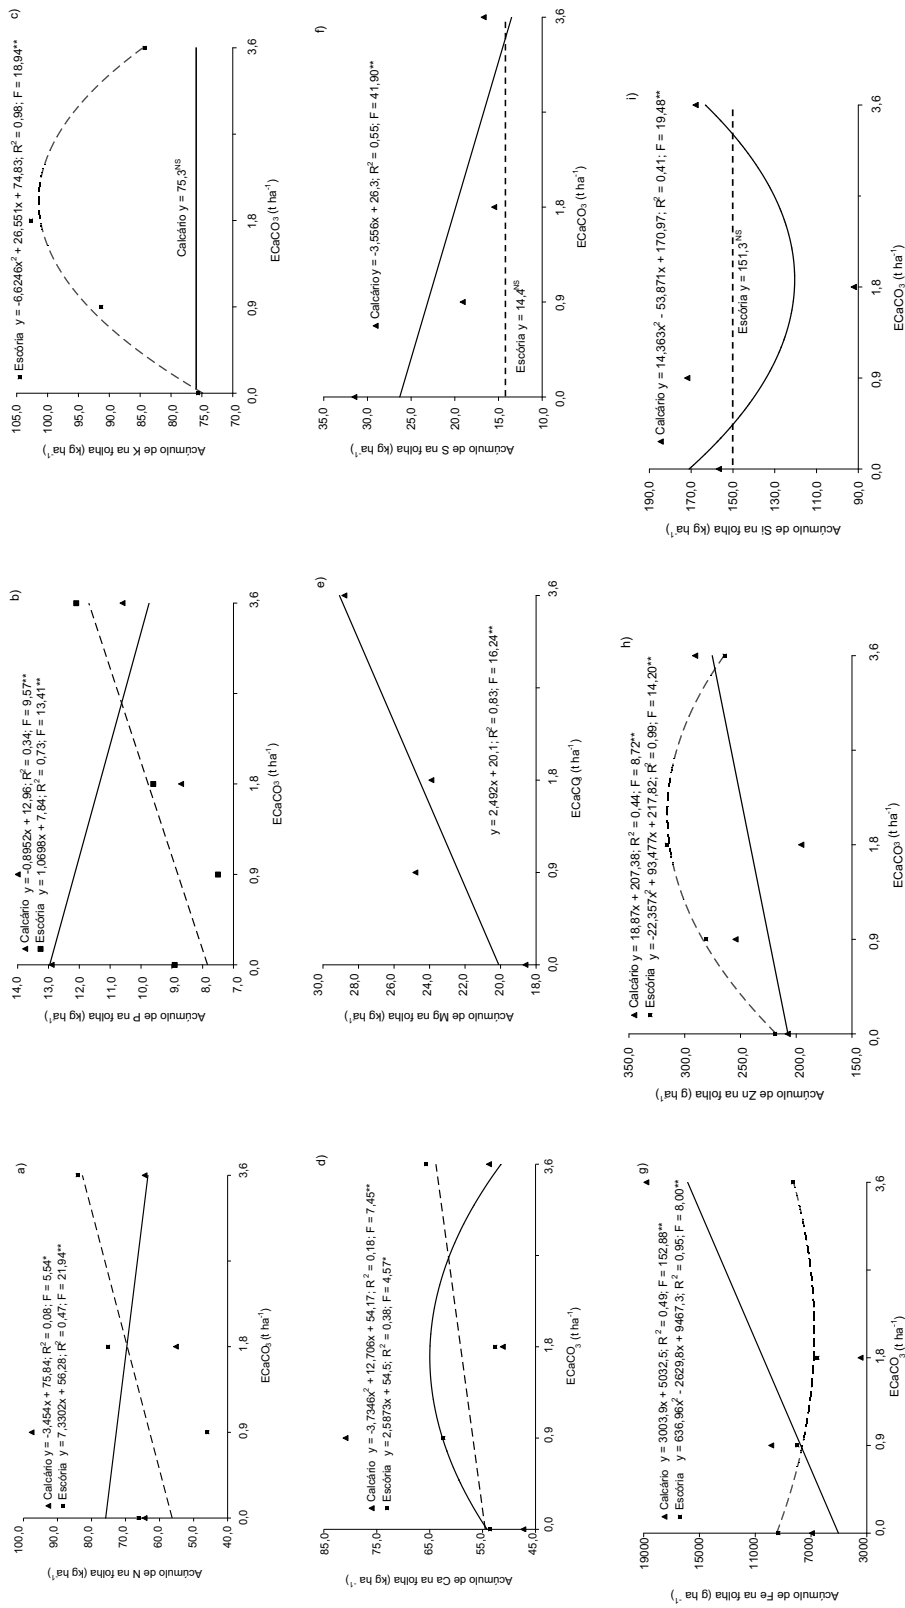 a)
▲ Calcário y = -3,454x + 75,84; R² = 0,08; F = 5,54*
■ Escória y = 7,3302x + 56,28; R² = 0,47; F = 21,94**
Acúmulo de N na folha (kg ha⁻¹)
100,0
90,0
80,0
70,0
60,0
50,0
40,0
0,0 0,9 1,8 3,6
ECaCO₃ (t ha⁻¹)
b)
▲ Calcário y = -0,8952x + 12,96; R² = 0,34; F = 9,57**
■ Escória y = 1,0698x + 7,84; R² = 0,73; F = 13,41**
Acúmulo de P na folha (kg ha⁻¹)
14,0
13,0
12,0
11,0
10,0
9,0
8,0
7,0
0,0 0,9 1,8 3,6
ECaCO³ (t ha⁻¹)
c)
■ Escória y = -6,6246x² + 26,551x + 74,83; R² = 0,98; F = 18,94**
Calcário y = 75,3ᴺˢ
Acúmulo de K na folha (kg ha⁻¹)
105,0
100,0
95,0
90,0
85,0
80,0
75,0
70,0
0,0 0,9 1,8 3,6
ECaCO₃ (t ha⁻¹)
d)
▲ Calcário y = -3,7346x² + 12,706x + 54,17; R² = 0,18; F = 7,45**
■ Escória y = 2,5873x + 54,5; R² = 0,38; F = 4,57*
Acúmulo de Ca na folha (kg ha⁻¹)
85,0
75,0
65,0
55,0
45,0
0,0 0,9 1,8 3,6
ECaCO₃ (t ha⁻¹)
e)
y = 2,492x + 20,1; R² = 0,83; F = 16,24**
Acúmulo de Mg na folha (kg ha⁻¹)
30,0
28,0
26,0
24,0
22,0
20,0
18,0
0,0 0,9 1,8 3,6
ECaCO₃ (t ha⁻¹)
f)
▲ Calcário y = -3,556x + 26,3; R² = 0,55; F = 41,90**
Escória y = 14,4ᴺˢ
Acúmulo de S na folha (kg ha⁻¹)
35,0
30,0
25,0
20,0
15,0
10,0
0,0 0,9 1,8 3,6
ECaCO₃ (t ha⁻¹)
g)
▲ Calcário y = 3003,9x + 5032,5; R² = 0,49; F = 152,88**
■ Escória y = 636,96x² - 2629,8x + 9467,3; R² = 0,95; F = 8,00**
Acúmulo de Fe na folha (g ha⁻¹)
19000
15000
11000
7000
3000
0,0 0,9 1,8 3,6
ECaCO₃ (t ha⁻¹)
h)
▲ Calcário y = 18,87x + 207,38; R² = 0,44; F = 8,72**
■ Escória y = -22,357x² + 93,477x + 217,82; R² = 0,99; F = 14,20**
Acúmulo de Zn na folha (g ha⁻¹)
350,0
300,0
250,0
200,0
150,0
0,0 0,9 1,8 3,6
ECaCO³ (t ha⁻¹)
i)
▲ Calcário y = 14,363x² - 53,871x + 170,97; R² = 0,41; F = 19,48**
Escória y = 151,3ᴺˢ
Acúmulo de Si na folha (kg ha⁻¹)
190,0
170,0
150,0
130,0
110,0
90,0
0,0 0,9 1,8 3,6
ECaCO₃ (t ha⁻¹)